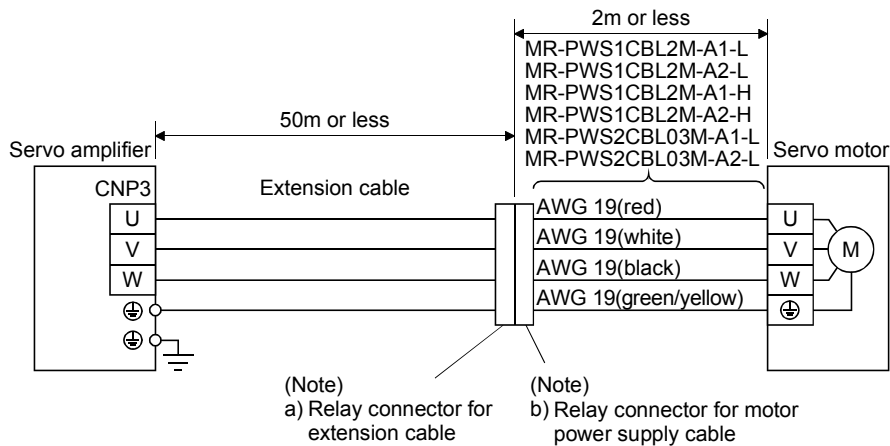 2m or less
MR-PWS1CBL2M-A1-L
MR-PWS1CBL2M-A2-L
MR-PWS1CBL2M-A1-H
MR-PWS1CBL2M-A2-H
MR-PWS2CBL03M-A1-L
MR-PWS2CBL03M-A2-L
50m or less
Servo amplifier
Servo motor
CNP3
Extension cable
U
V
W
AWG 19(red)
AWG 19(white)
AWG 19(black)
AWG 19(green/yellow)
U
V
W
M
(Note)
a) Relay connector for
extension cable
(Note)
b) Relay connector for motor
power supply cable